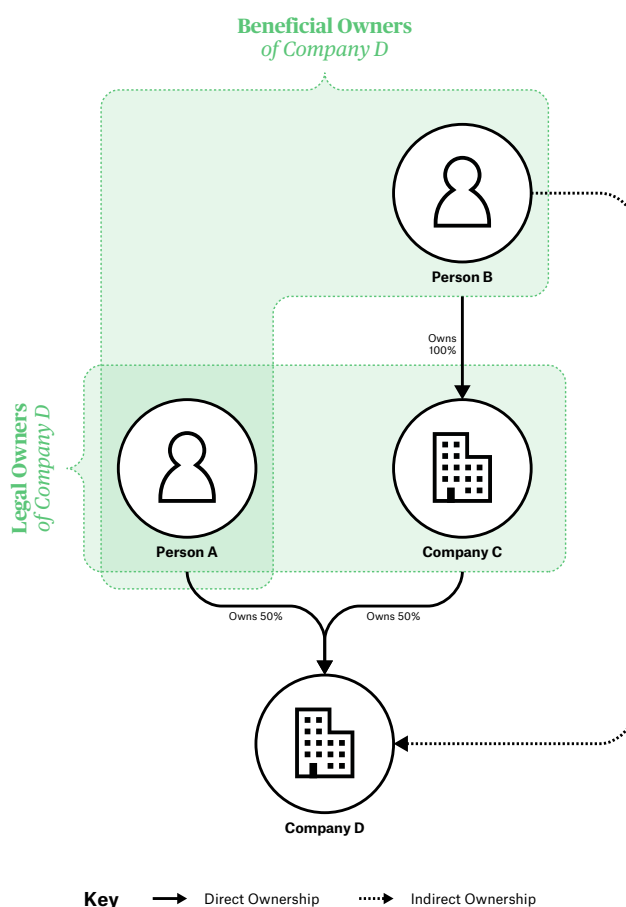 Beneficial Owners
of Company D
Person B
Owns
100%
Legal Owners
of Company D
Person A
Company C
Owns 50%
Owns 50%
Company D
Key
Direct Ownership
Indirect Ownership